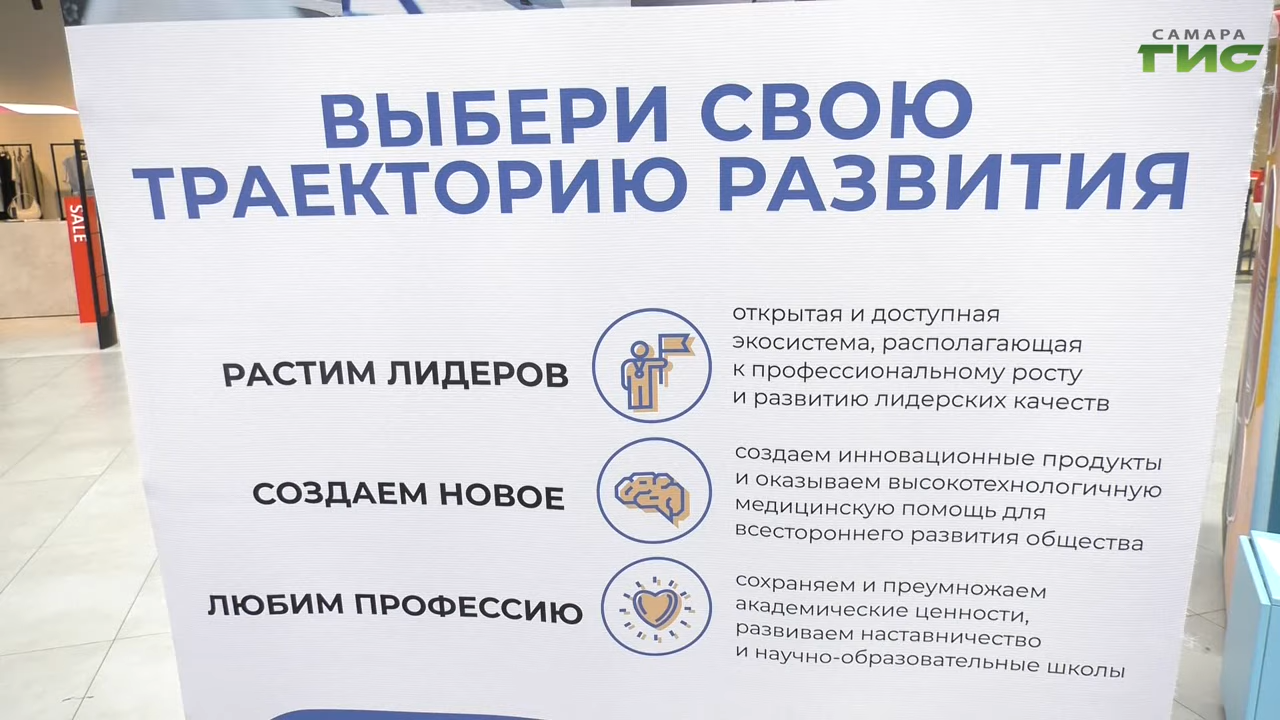 САМАРА
ГИС
SALE
ВЫБЕРИ СВОЮ
ТРАЕКТОРИЮ РАЗВИТИЯ
РАСТИМ ЛИДЕРОВ
открытая и доступная
экосистема, располагающая
к профессиональному росту
и развитию лидерских качеств
СОЗДАЕМ НОВОЕ
создаем инновационные продукты
и оказываем высокотехнологичную
медицинскую помощь для
всестороннего развития общества
ЛЮБИМ ПРОФЕССИЮ
сохраняем и преумножаем
академические ценности,
развиваем наставничество
и научно-образовательные школы